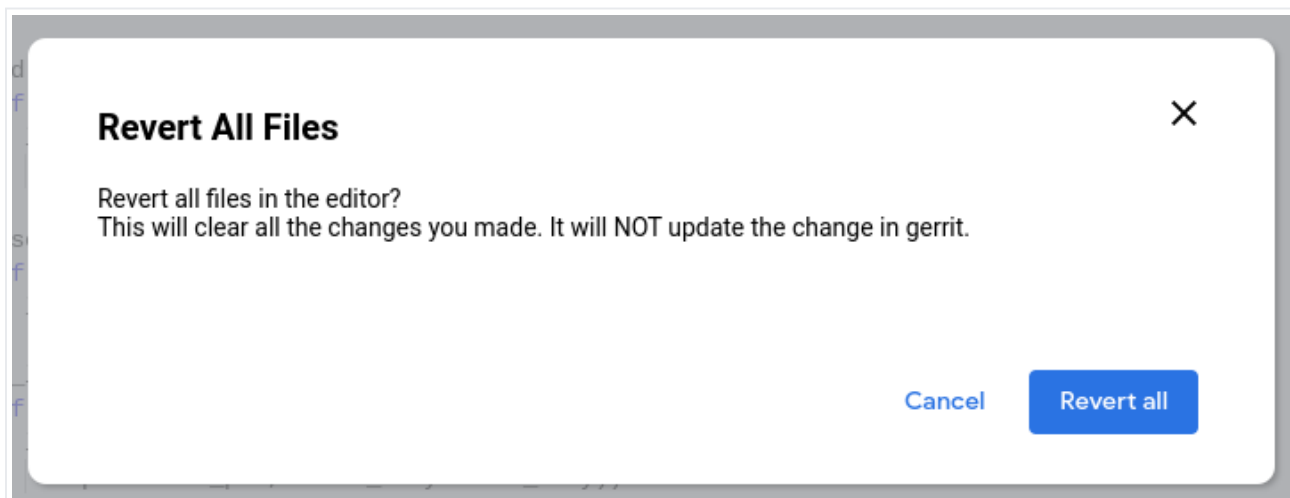 Revert All Files
Revert all files in the editor?
This will clear all the changes you made. It will NOT update the change in gerrit.
Cancel
Revert all